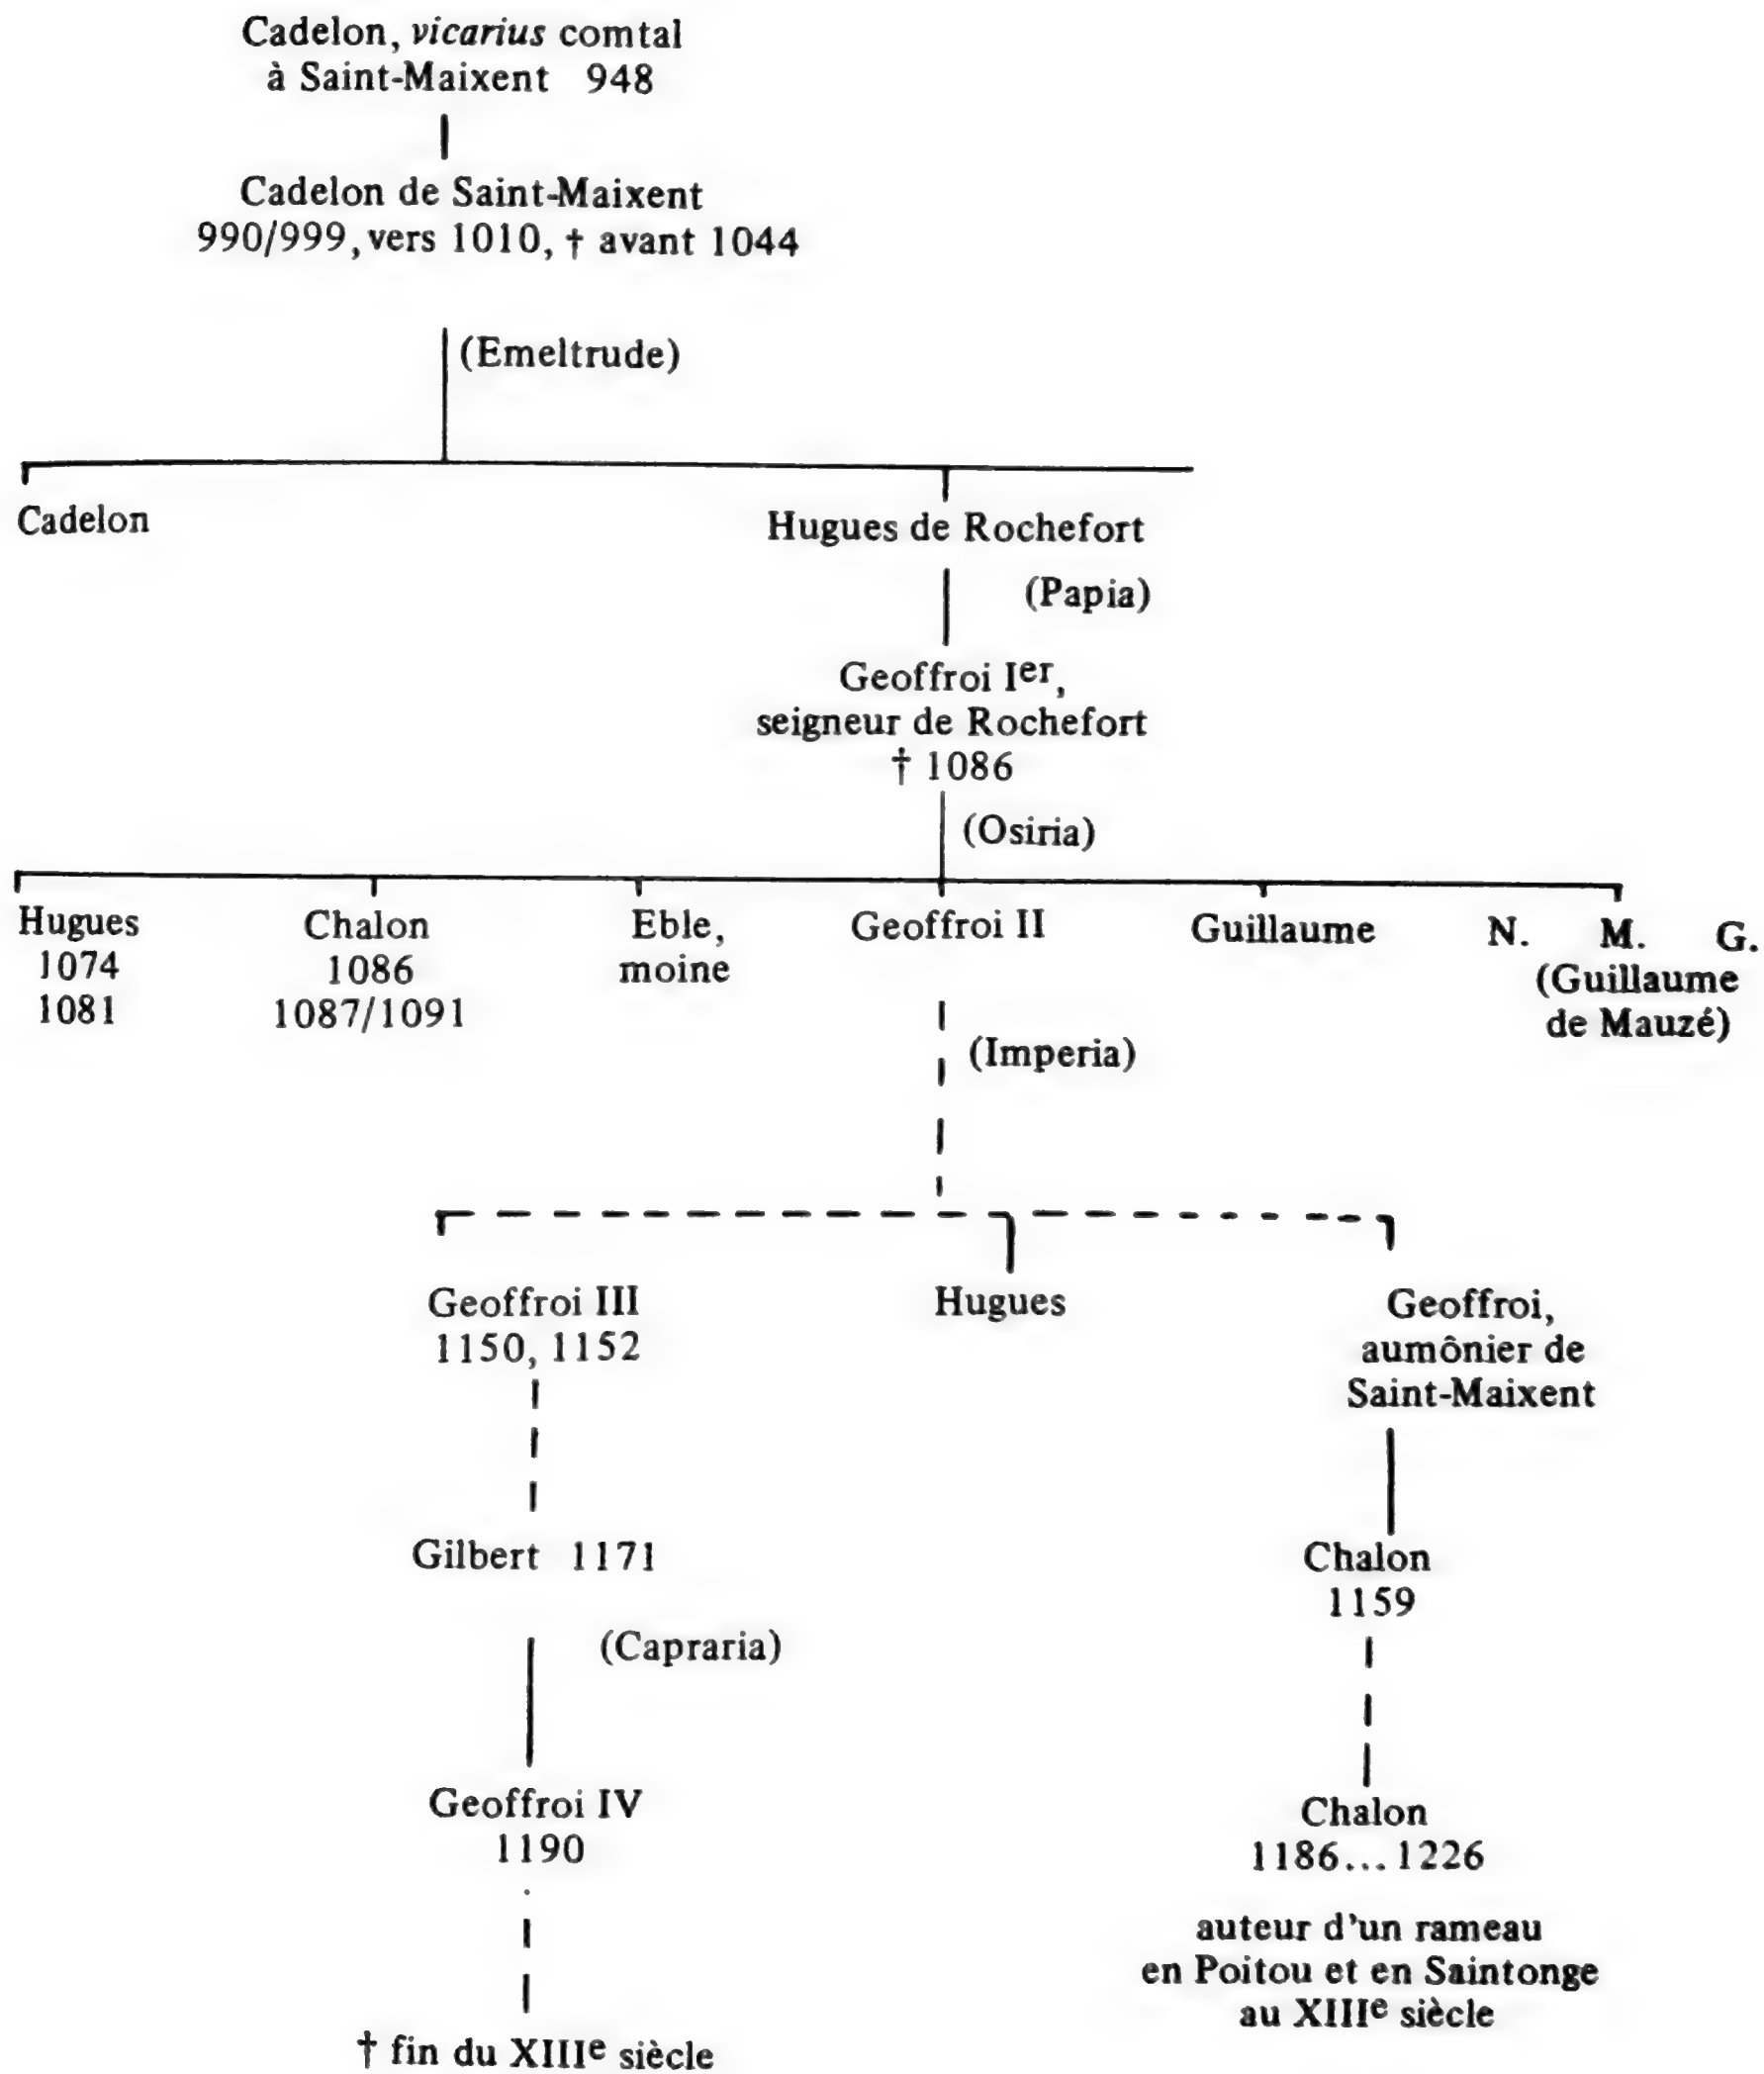 Cadelon, vicarius comtal
à Saint-Maixent 948
Cadelon de Saint-Maixent
990/999, vers 1010, † avant 1044
(Emeltrude)
Cadelon
Hugues de Rochefort
(Papia)
Geoffroi Ier,
seigneur de Rochefort
† 1086
(Osiria)
Hugues
1074
1081
Chalon
1086
1087/1091
Eble,
moine
Geoffroi II
Guillaume
N. M. G.
(Guillaume
de Mauzé)
(Imperia)
Geoffroi III
1150, 1152
Hugues
Geoffroi,
aumônier de
Saint-Maixent
Gilbert 1171
Chalon
1159
(Capraria)
Geoffroi IV
1190
Chalon
1186... 1226
auteur d'un rameau
en Poitou et en Saintonge
au XIIIe siècle
† fin du XIIIe siècle